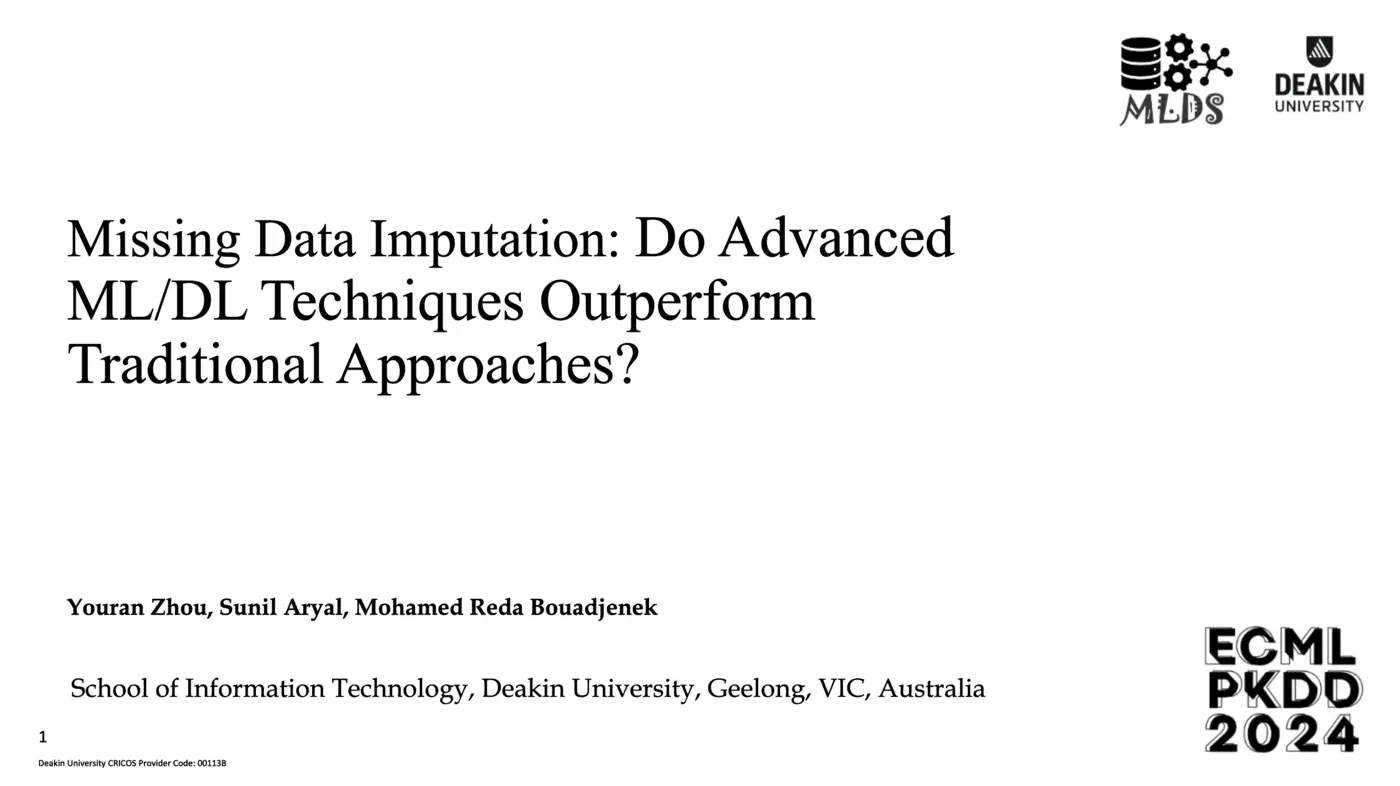 MLDS
DEAKIN
UNIVERSITY
Missing Data Imputation: Do Advanced
ML/DL Techniques Outperform
Traditional Approaches?
Youran Zhou, Sunil Aryal, Mohamed Reda Bouadjenek
School of Information Technology, Deakin University, Geelong, VIC, Australia
ECML
PKDD
2024
1
Deakin University CRICOS Provider Code: 00113B